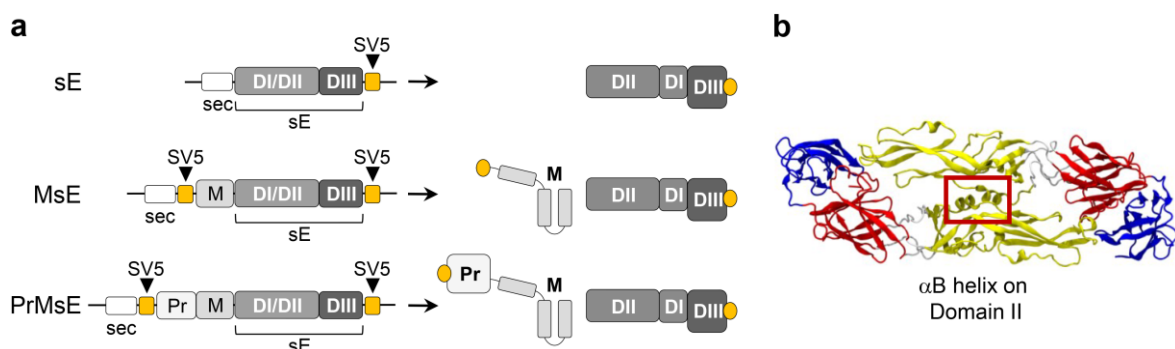 a
SV5
sE
DI/DII
DIII
sec
sE
DII
DI
DIII
SV5
SV5
MsE
M
DI/DII
DIII
sec
sE
M
DII
DI
DIII
SV5
SV5
PrMsE
Pr
M
DI/DII
DIII
sec
sE
Pr
M
DII
DI
DIII
b
αB helix on
Domain II